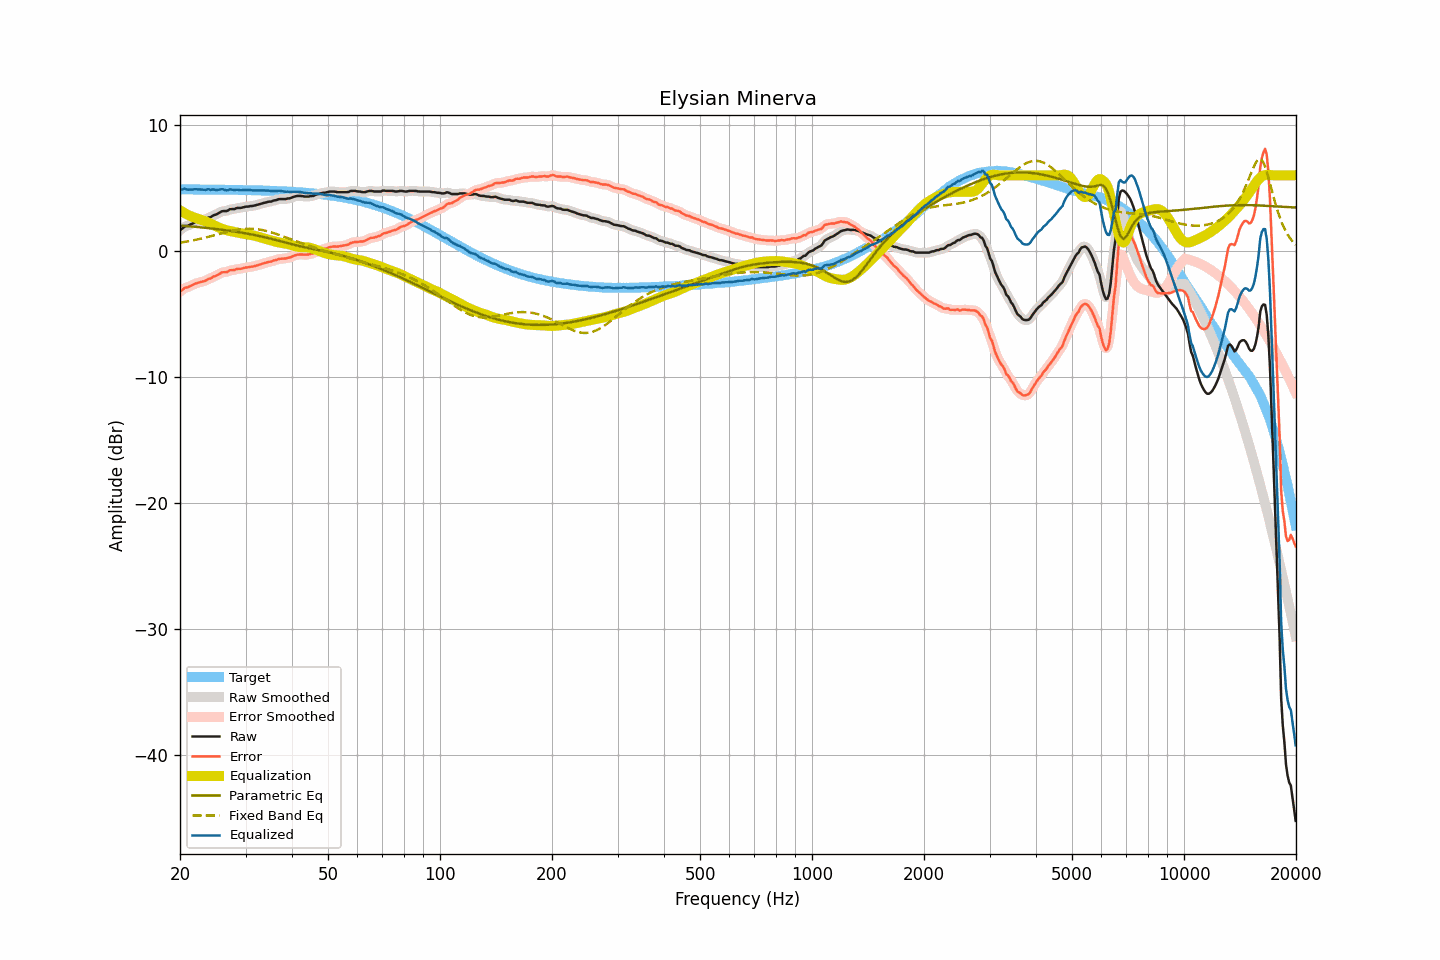 Elysian Minerva
10
0
−10
−20
−30
−40
Amplitude (dBr)
Target
Raw Smoothed
Error Smoothed
Raw
Error
Equalization
Parametric Eq
Fixed Band Eq
Equalized
20 50 100 200 500 1000 2000 5000 10000 20000
Frequency (Hz)